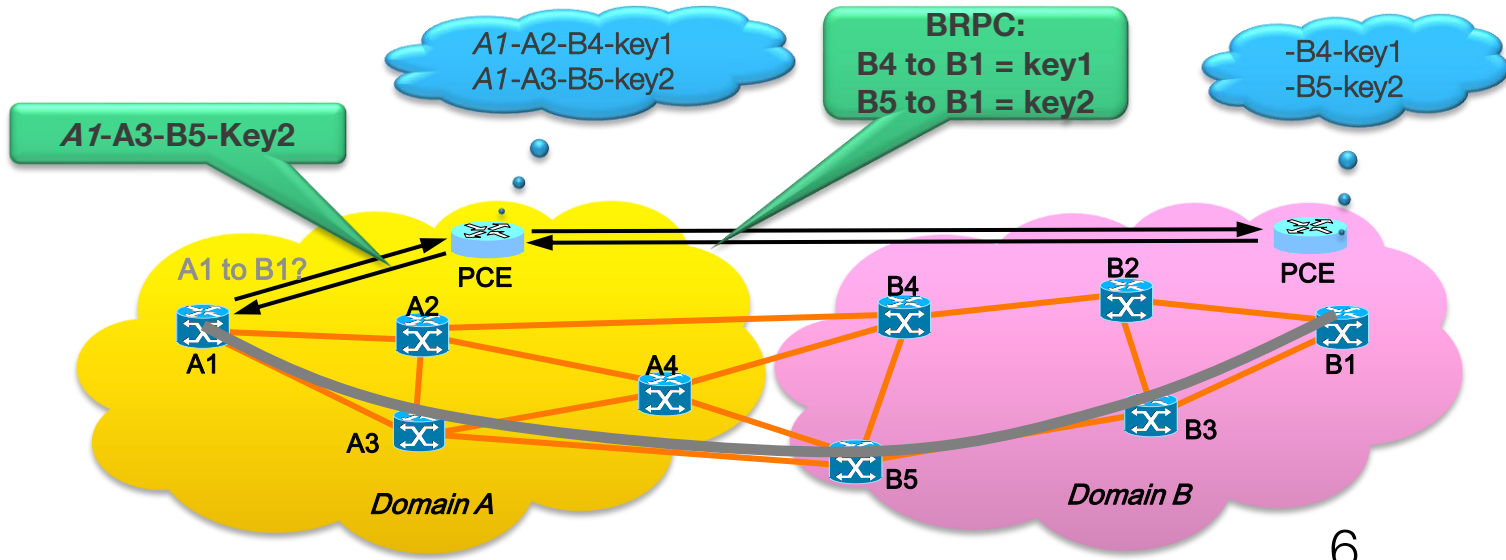 A1-A2-B4-key1
A1-A3-B5-key2
BRPC:
B4 to B1 = key1
B5 to B1 = key2
-B4-key1
-B5-key2
A1-A3-B5-Key2
A1 to B1?
PCE
PCE
A1
A2
A3
A4
B4
B5
B2
B3
B1
Domain A
Domain B
6